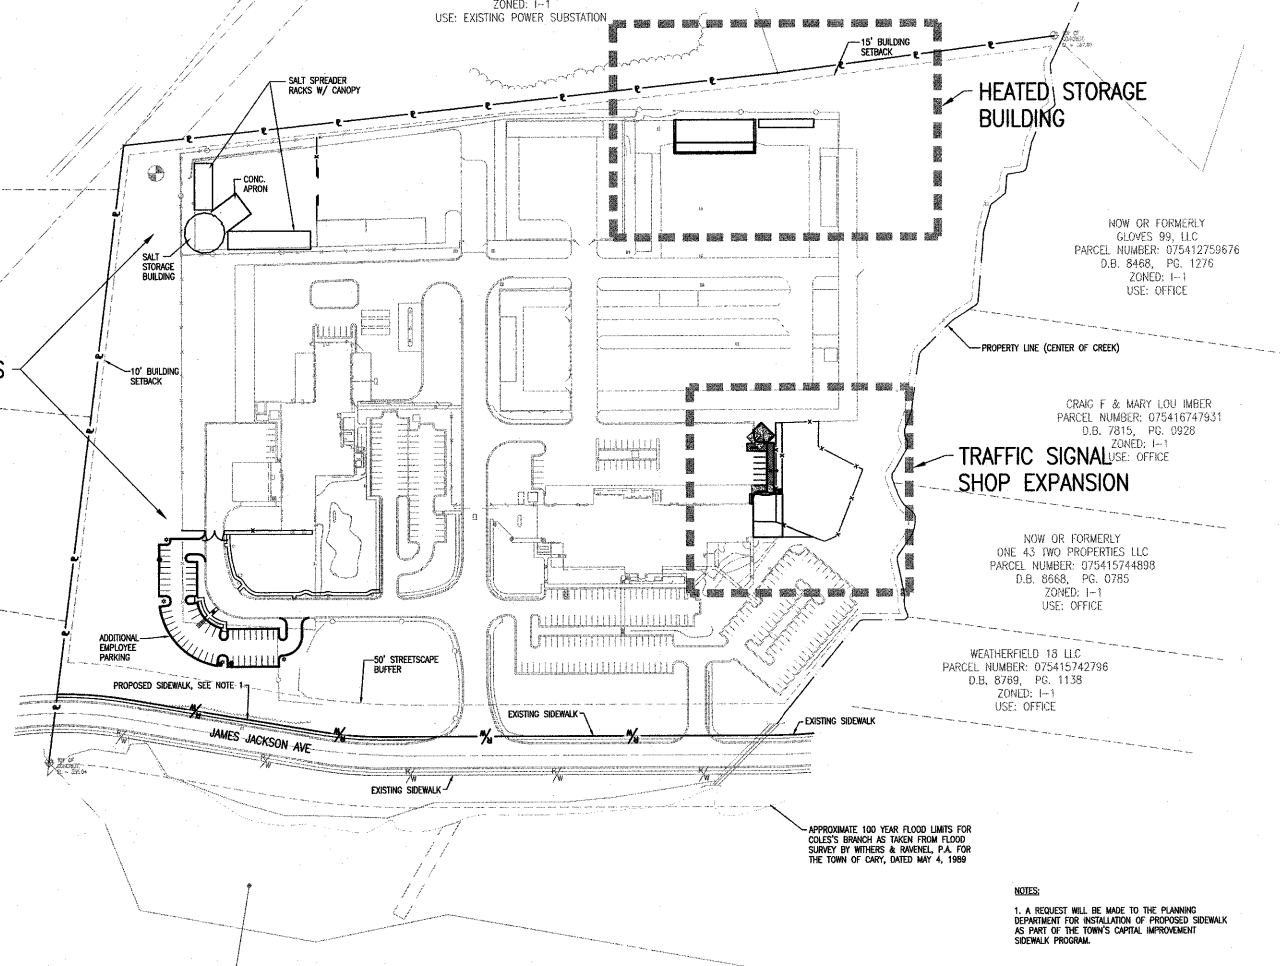 ZONED: I-1
USE: EXISTING POWER SUBSTATION
15' BUILDING
SETBACK
SALT SPREADER
RACKS W/ CANOPY
HEATED STORAGE
BUILDING
CONC.
APRON
SALT
STORAGE
BUILDING
NOW OR FORMERLY
GLOVES 99, LLC
PARCEL NUMBER: 075412759676
D.B. 8468, PG. 1276
ZONED: I-1
USE: OFFICE
PROPERTY LINE (CENTER OF CREEK)
S
10' BUILDING
SETBACK
CRAIG F & MARY LOU IMBER
PARCEL NUMBER: 075416747931
D.B. 7815, PG. 0928
ZONED: I-1
USE: OFFICE
TRAFFIC SIGNAL
SHOP EXPANSION
NOW OR FORMERLY
ONE 43 TWO PROPERTIES LLC
PARCEL NUMBER: 075415744898
D.B. 8668, PG. 0785
ZONED: I-1
USE: OFFICE
ADDITIONAL
EMPLOYEE
PARKING
50' STREETSCAPE
BUFFER
WEATHERFIELD 18 LLC
PARCEL NUMBER: 075415742796
D.B. 8769, PG. 1138
ZONED: I-1
USE: OFFICE
PROPOSED SIDEWALK, SEE NOTE 1
EXISTING SIDEWALK
EXISTING SIDEWALK
JAMES JACKSON AVE
R/W
R/W
R/W
R/W
R/W
R/W
R/W
R/W
R/W
TOP OF
CONCRETE
EXISTING SIDEWALK
APPROXIMATE 100 YEAR FLOOD LIMITS FOR
COLES'S BRANCH AS TAKEN FROM FLOOD
SURVEY BY WITHERS & RAVENEL, P.A. FOR
THE TOWN OF CARY, DATED MAY 4, 1989
NOTES:
1. A REQUEST WILL BE MADE TO THE PLANNING
DEPARTMENT FOR INSTALLATION OF PROPOSED SIDEWALK
AS PART OF THE TOWN'S CAPITAL IMPROVEMENT
SIDEWALK PROGRAM.